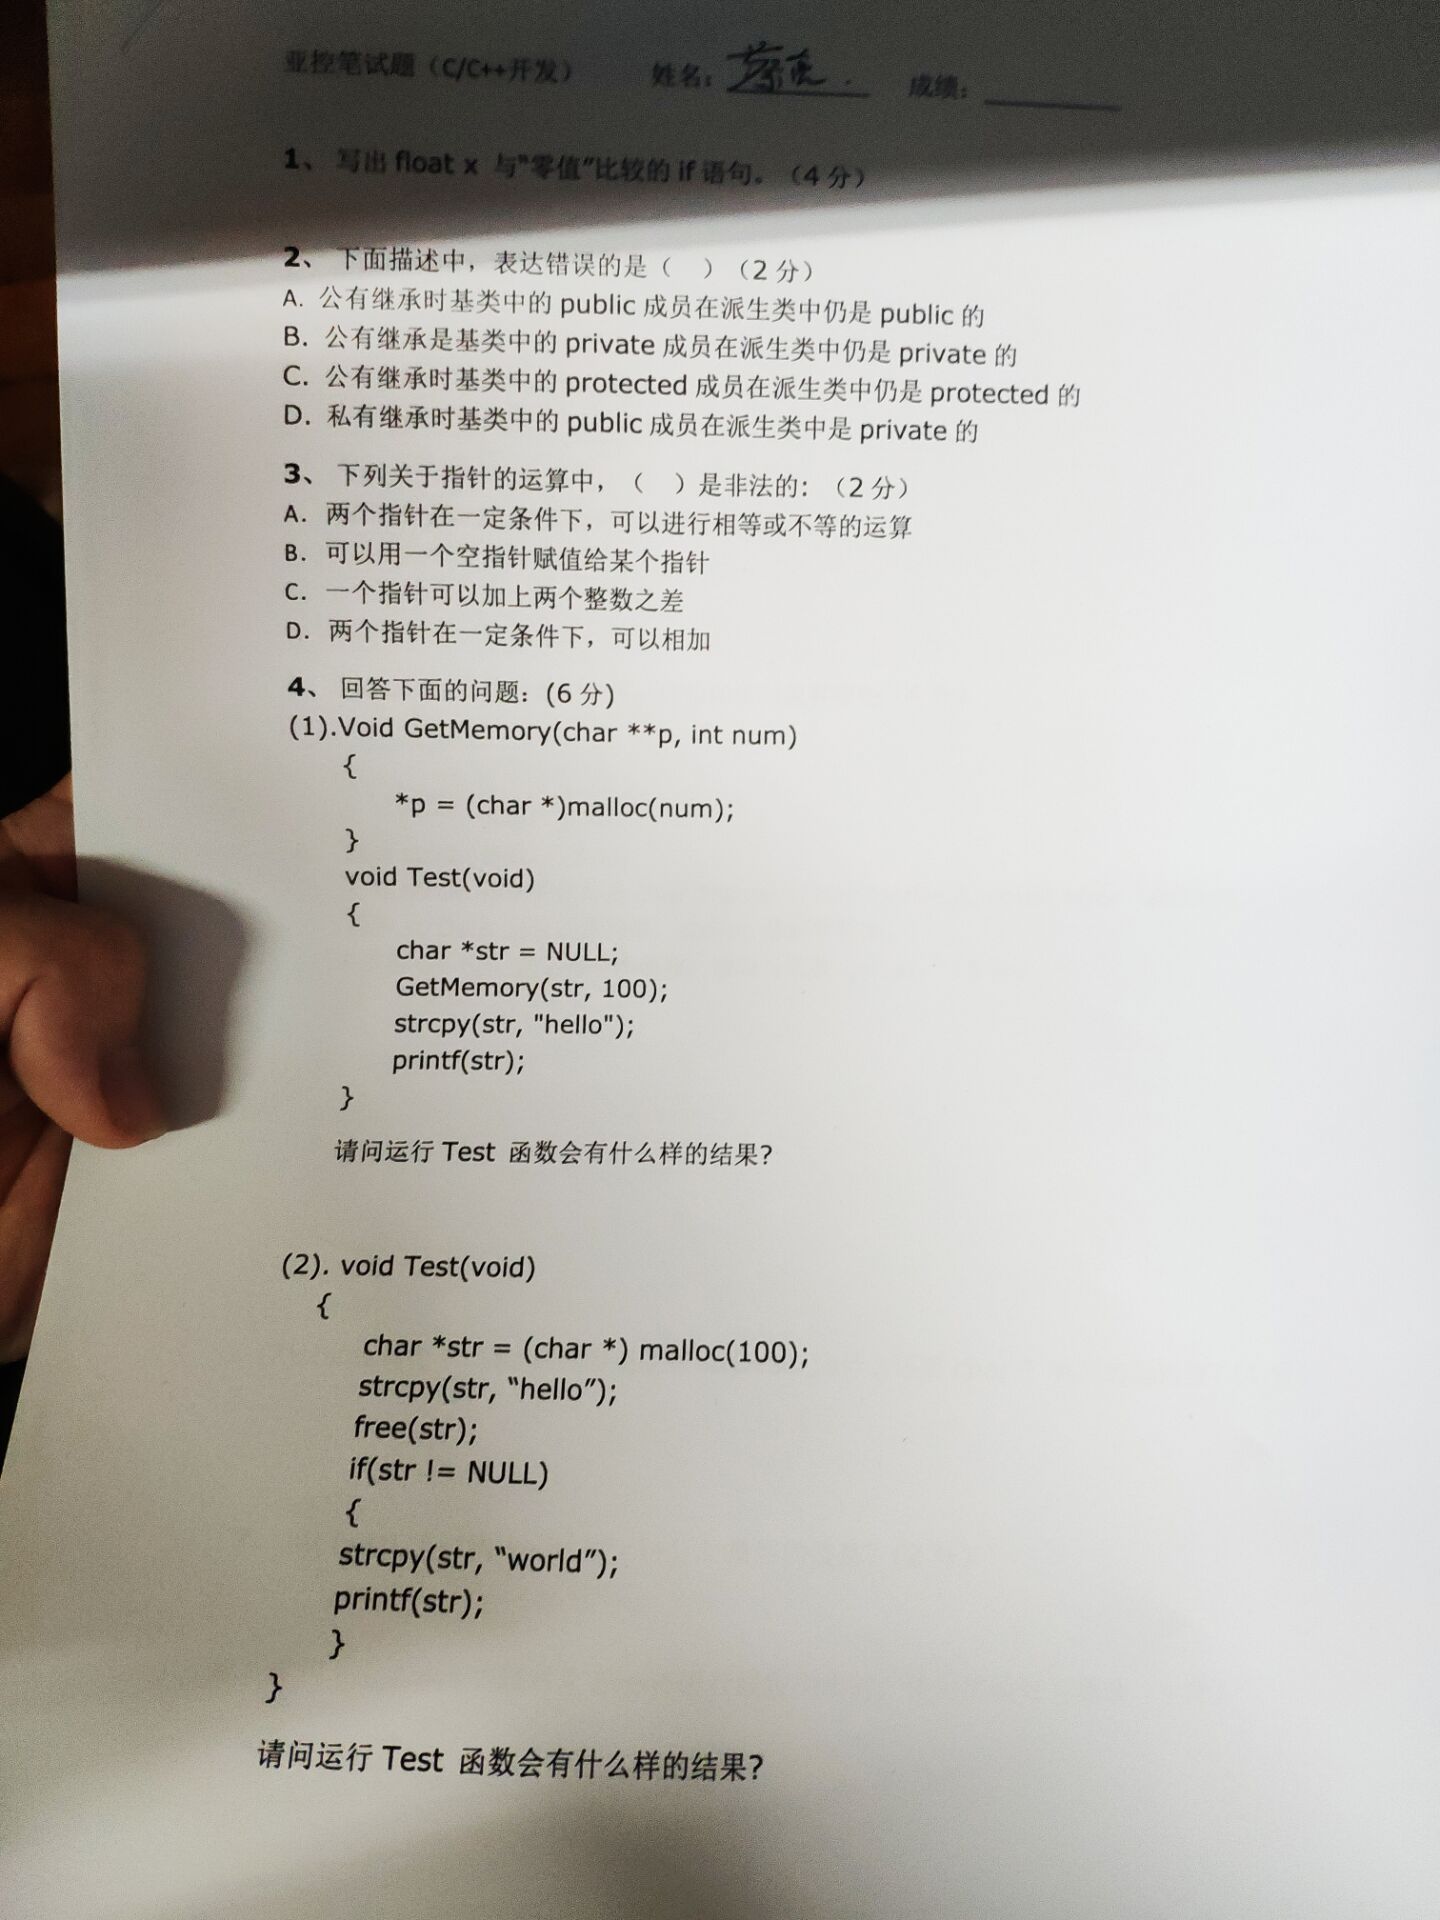 亚控笔试题（C/C++开发） 姓名： 成绩：
1、 写出 float x 与“零值”比较的 if 语句。（4 分）
2、 下面描述中，表达错误的是（ ）（2 分）
A. 公有继承时基类中的 public 成员在派生类中仍是 public 的
B. 公有继承是基类中的 private 成员在派生类中仍是 private 的
C. 公有继承时基类中的 protected 成员在派生类中仍是 protected 的
D. 私有继承时基类中的 public 成员在派生类中是 private 的
3、 下列关于指针的运算中，（ ）是非法的：（2 分）
A. 两个指针在一定条件下，可以进行相等或不等的运算
B. 可以用一个空指针赋值给某个指针
C. 一个指针可以加上两个整数之差
D. 两个指针在一定条件下，可以相加
4、 回答下面的问题：(6 分)
(1).Void GetMemory(char **p, int num)
{
*p = (char *)malloc(num);
}
void Test(void)
{
char *str = NULL;
GetMemory(str, 100);
strcpy(str, "hello");
printf(str);
}
请问运行 Test 函数会有什么样的结果?
(2). void Test(void)
{
char *str = (char *) malloc(100);
strcpy(str, “hello”);
free(str);
if(str != NULL)
{
strcpy(str, “world”);
printf(str);
}
}
请问运行 Test 函数会有什么样的结果?